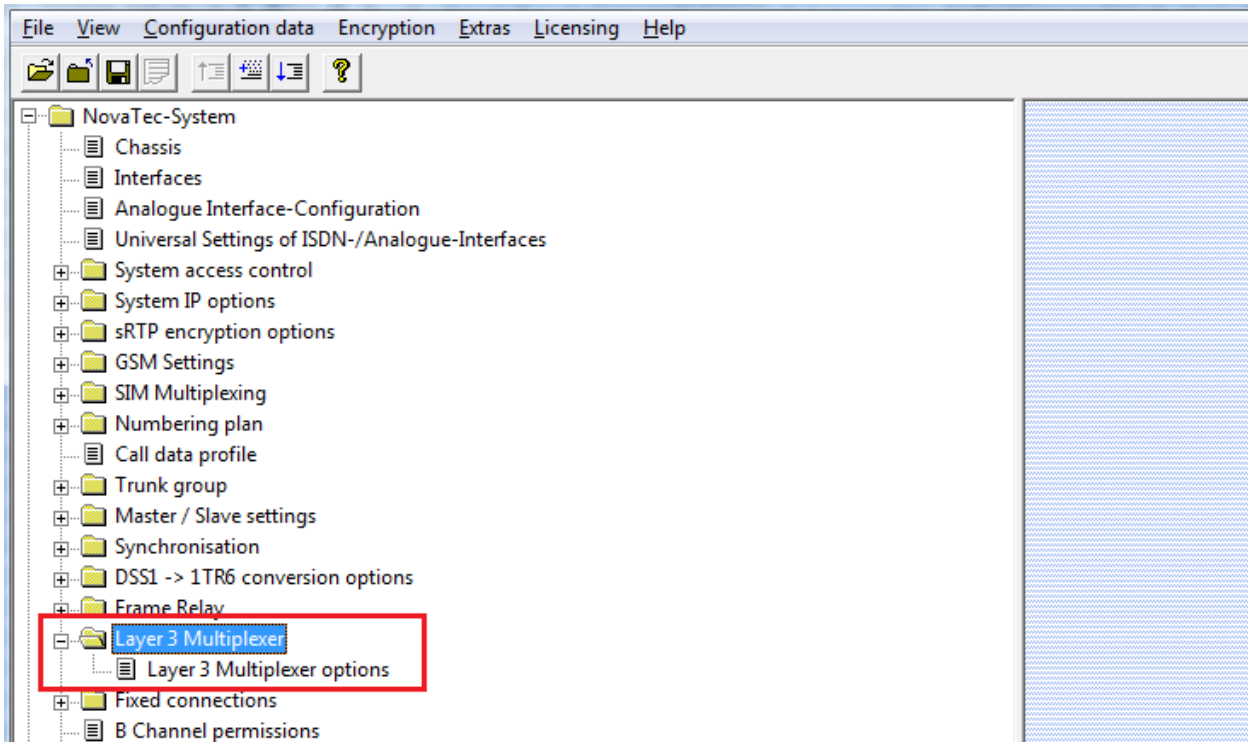 File View Configuration data Encryption Extras Licensing Help
NovaTec-System
Chassis
Interfaces
Analogue Interface-Configuration
Universal Settings of ISDN-/Analogue-Interfaces
System access control
System IP options
sRTP encryption options
GSM Settings
SIM Multiplexing
Numbering plan
Call data profile
Trunk group
Master / Slave settings
Synchronisation
DSS1 -> 1TR6 conversion options
Frame Relay
Layer 3 Multiplexer
Layer 3 Multiplexer options
Fixed connections
B Channel permissions